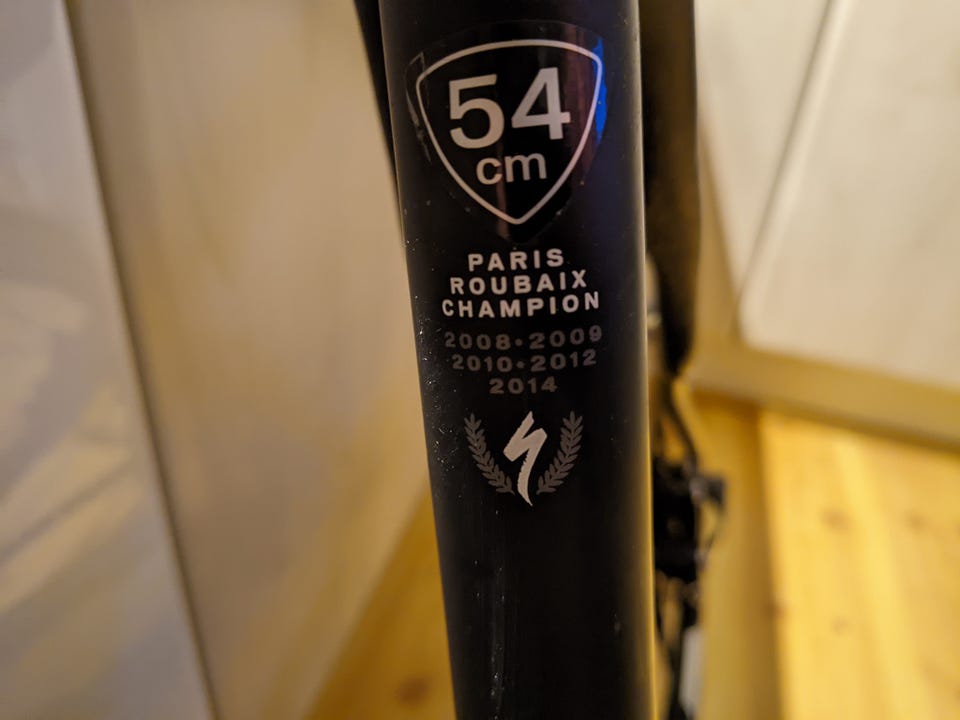 54
cm
PARIS
ROUBAIX
CHAMPION
2008•2009
2010•2012
2014